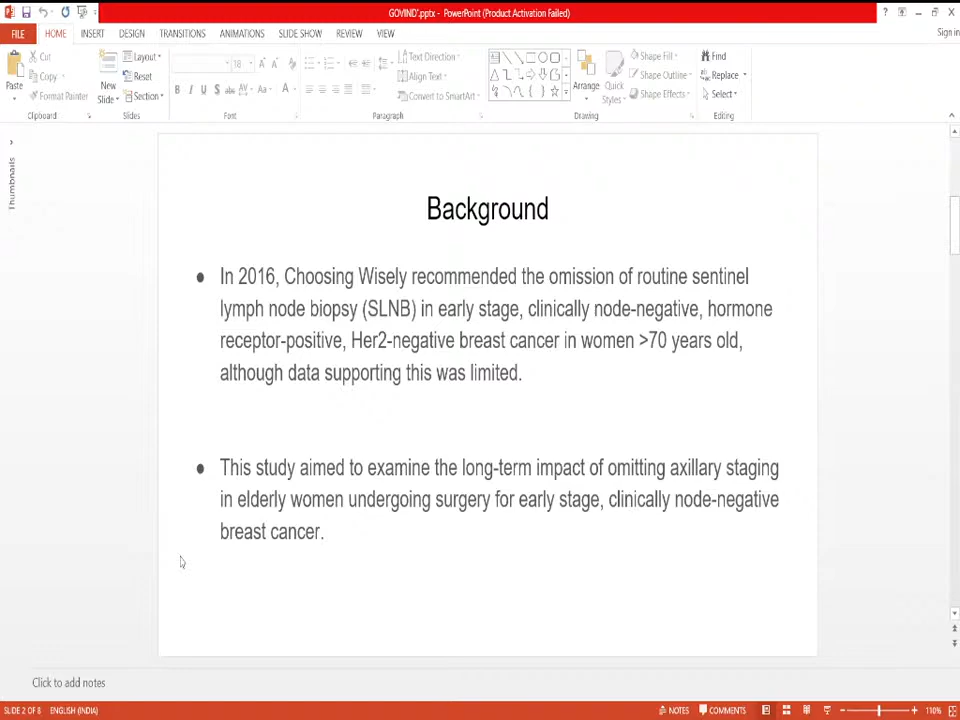 GOVIND'.pptx - PowerPoint (Product Activation Failed)
Sign in
FILE HOME INSERT DESIGN TRANSITIONS ANIMATIONS SLIDE SHOW REVIEW VIEW
Paste
Cut
Copy
Format Painter
Clipboard
New
Slide
Layout
Reset
Section
Slides
18
B I U S abc AV Aa A
Font
Text Direction
Align Text
Convert to SmartArt
Paragraph
Arrange
Quick
Styles
Shape Fill
Shape Outline
Shape Effects
Drawing
Find
Replace
Select
Editing
Thumbnails
Background
● In 2016, Choosing Wisely recommended the omission of routine sentinel
lymph node biopsy (SLNB) in early stage, clinically node-negative, hormone
receptor-positive, Her2-negative breast cancer in women >70 years old,
although data supporting this was limited.
● This study aimed to examine the long-term impact of omitting axillary staging
in elderly women undergoing surgery for early stage, clinically node-negative
breast cancer.
Click to add notes
SLIDE 2 OF 8 ENGLISH (INDIA) NOTES COMMENTS 110%